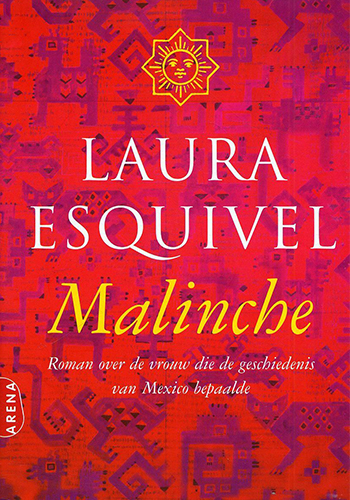 LAURA
ESQUIVEL
Malinche
Roman over de vrouw die de geschiedenis
van Mexico bepaalde
ARENA